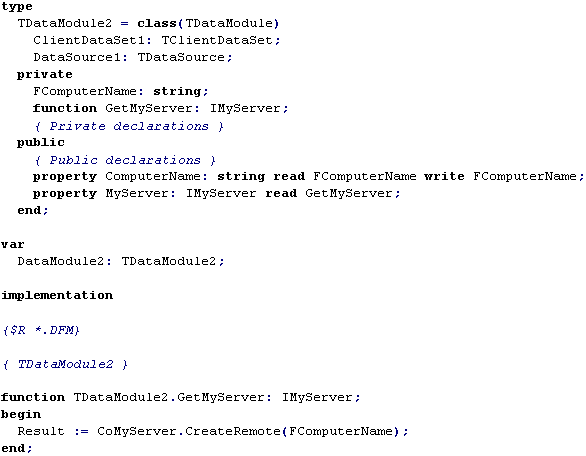 type
  TDataModule2 = class(TDataModule)
    ClientDataSet1: TClientDataSet;
    DataSource1: TDataSource;
  private
    FComputerName: string;
    function GetMyServer: IMyServer;
    { Private declarations }
  public
    { Public declarations }
    property ComputerName: string read FComputerName write FComputerName;
    property MyServer: IMyServer read GetMyServer;
  end;

var
  DataModule2: TDataModule2;

implementation

{$R *.DFM}

{ TDataModule2 }

function TDataModule2.GetMyServer: IMyServer;
begin
  Result := CoMyServer.CreateRemote(FComputerName);
end;